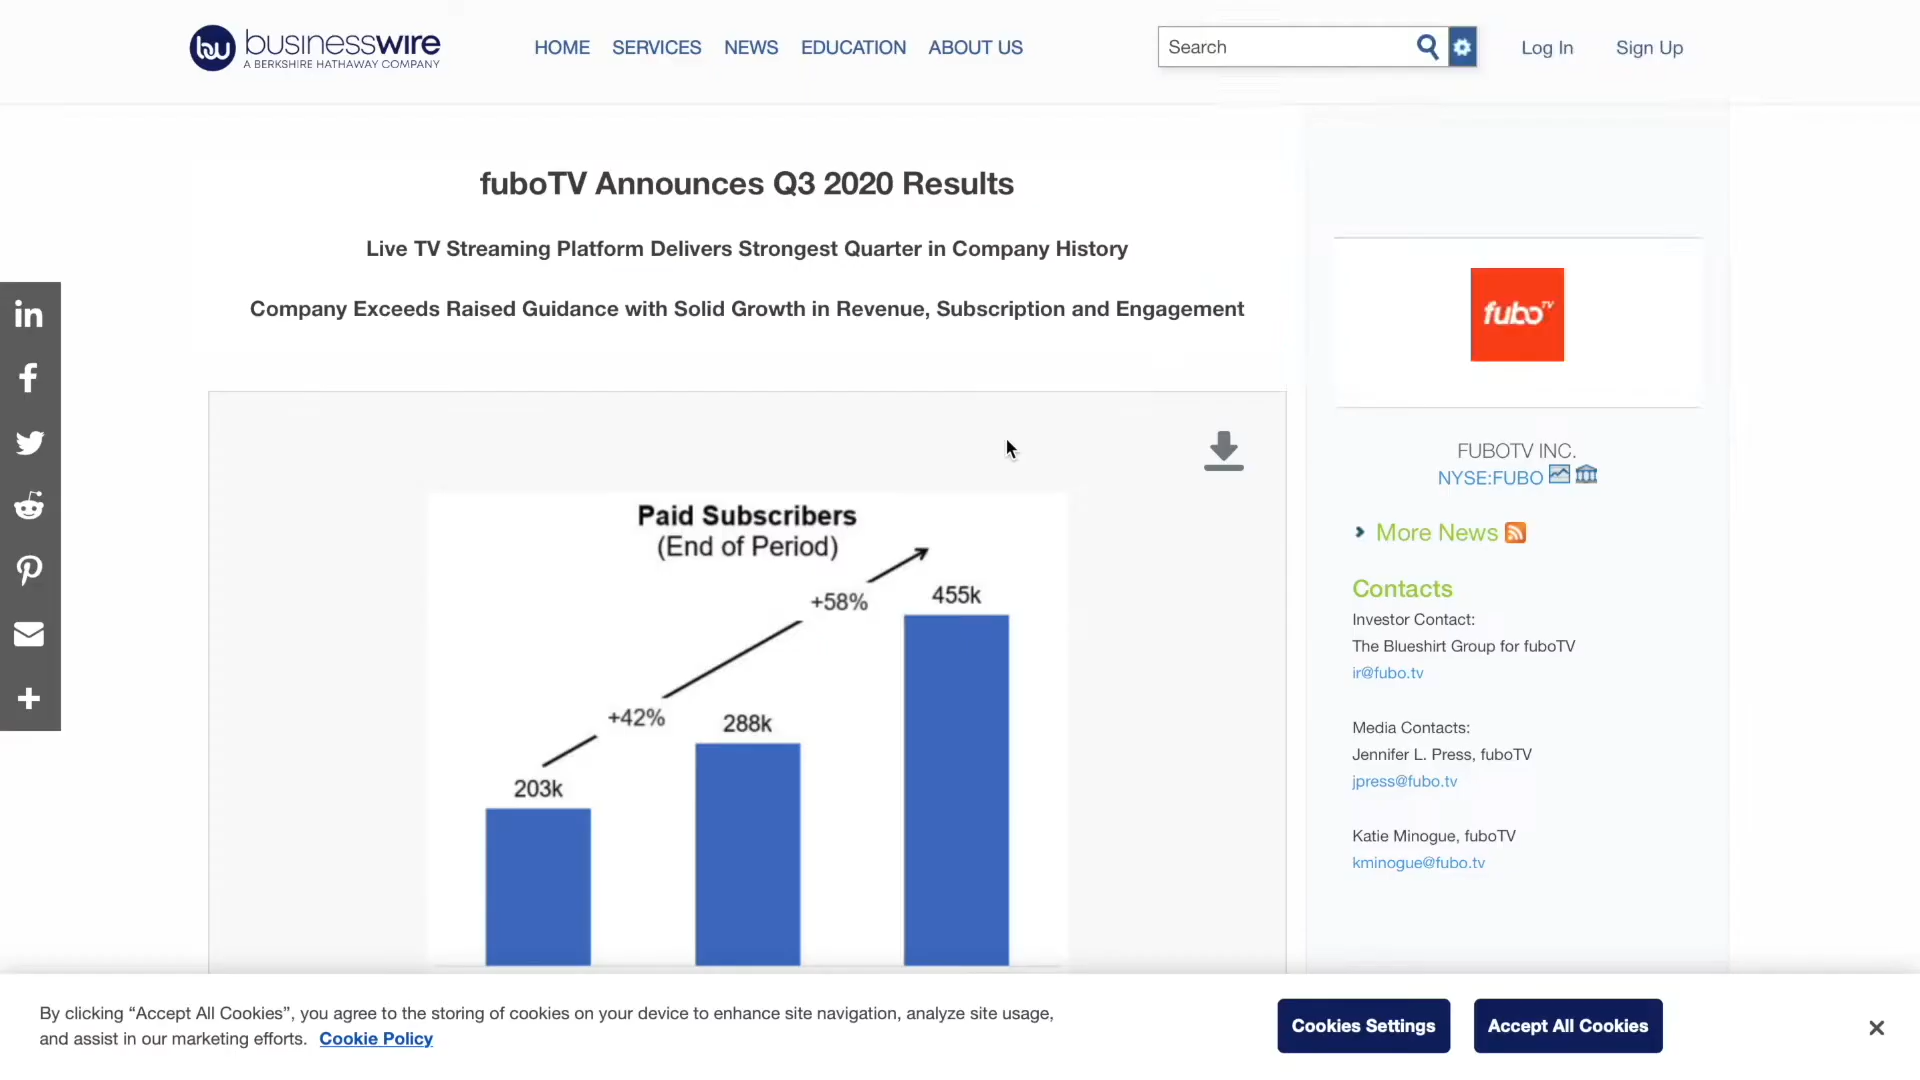 businesswire
A BERKSHIRE HATHAWAY COMPANY
HOME SERVICES NEWS EDUCATION ABOUT US
Search
Log In Sign Up
fuboTV Announces Q3 2020 Results
Live TV Streaming Platform Delivers Strongest Quarter in Company History
Company Exceeds Raised Guidance with Solid Growth in Revenue, Subscription and Engagement
Paid Subscribers
(End of Period)
+58%
455k
+42%
288k
203k
fuboTV
FUBOTV INC.
NYSE:FUBO
More News
Contacts
Investor Contact:
The Blueshirt Group for fuboTV
ir@fubo.tv
Media Contacts:
Jennifer L. Press, fuboTV
jpress@fubo.tv
Katie Minogue, fuboTV
kminogue@fubo.tv
By clicking “Accept All Cookies”, you agree to the storing of cookies on your device to enhance site navigation, analyze site usage,
and assist in our marketing efforts. Cookie Policy
Cookies Settings
Accept All Cookies